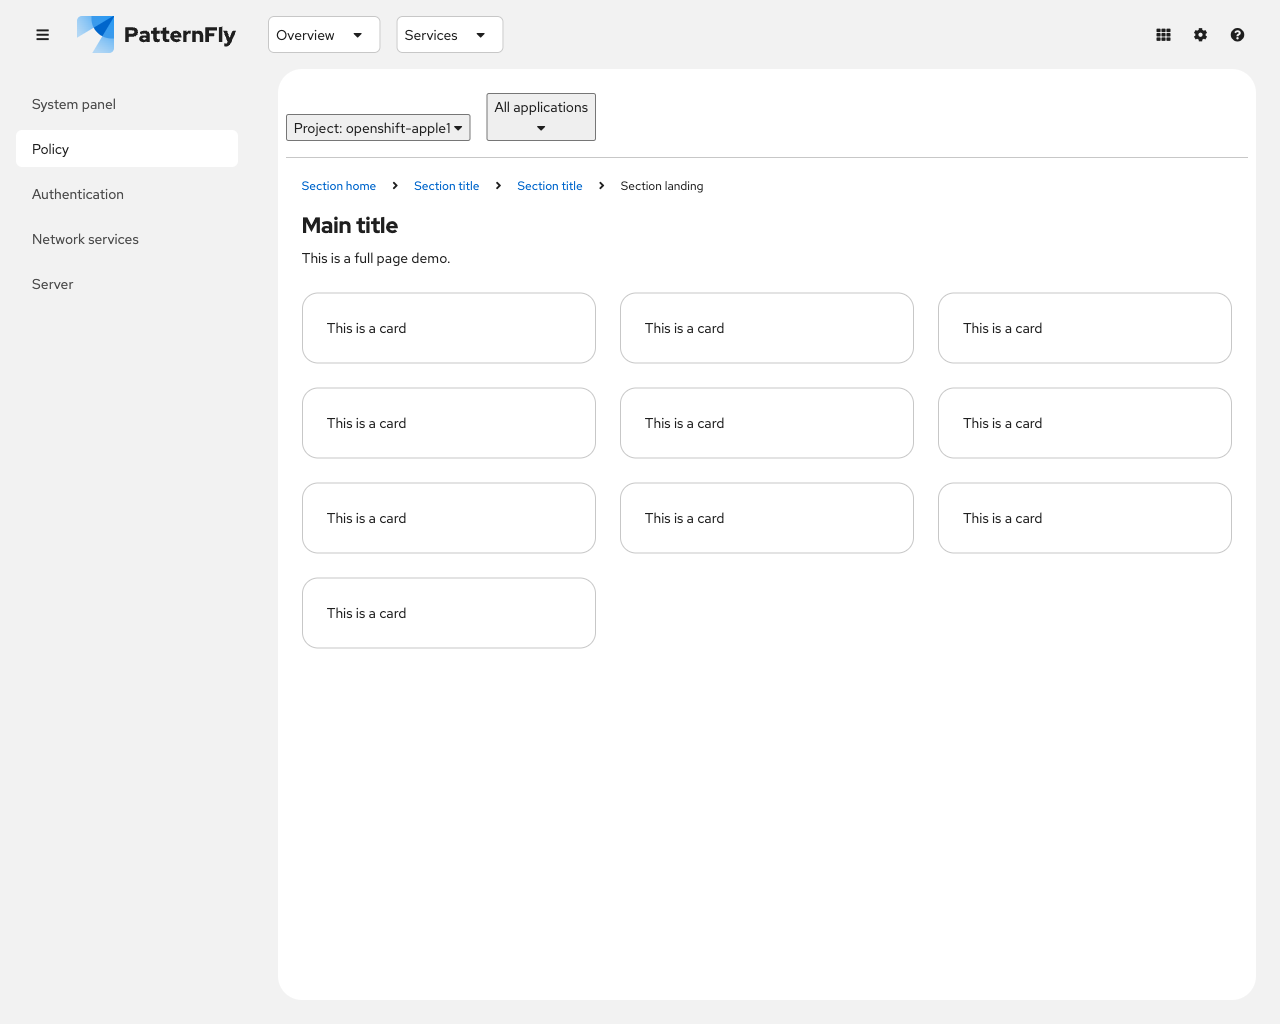 PatternFly
Overview
Services
System panel
Policy
Authentication
Network services
Server
Project: openshift-apple1
All applications
Section home
Section title
Section title
Section landing
Main title
This is a full page demo.
This is a card
This is a card
This is a card
This is a card
This is a card
This is a card
This is a card
This is a card
This is a card
This is a card